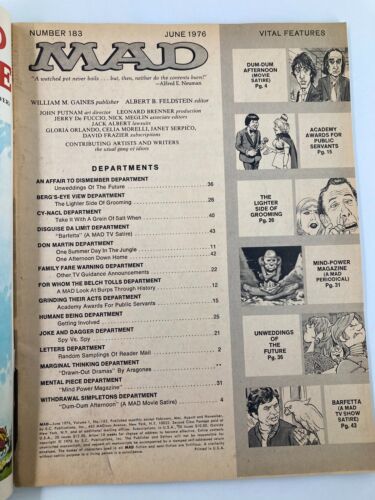 NUMBER 183
JUNE 1976
MAD
"A watched pot never boils . . . but, then, neither do the contents burn!"
—Alfred E. Neuman
WILLIAM M. GAINES publisher ALBERT B. FELDSTEIN editor
JOHN PUTNAM art director LEONARD BRENNER production
JERRY De FUCCIO, NICK MEGLIN associate editors
JACK ALBERT lawsuits
GLORIA ORLANDO, CELIA MORELLI, JANET SERPICO,
DAVID FRAZIER subscriptions
CONTRIBUTING ARTISTS AND WRITERS
the usual gang of idiots
DEPARTMENTS
AN AFFAIR TO DISMEMBER DEPARTMENT
Unweddings Of The Future 36
BERG'S-EYE VIEW DEPARTMENT
The Lighter Side Of Grooming 26
CY-NACL DEPARTMENT
Take It With A Grain Of Salt When 40
DISGUISE DA LIMIT DEPARTMENT
"Barfetta" (A MAD TV Satire) 43
DON MARTIN DEPARTMENT
One Summer Day In The Jungle 11
One Afternoon Down Home 42
FAMILY FARE WARNING DEPARTMENT
Other TV Guidance Announcements 22
FOR WHOM THE BELCH TOLLS DEPARTMENT
A MAD Look At Burps Through History 12
GRINDING THEIR ACTS DEPARTMENT
Academy Awards For Public Servants 15
HUMANE BEING DEPARTMENT
Getting Involved 25
JOKE AND DAGGER DEPARTMENT
Spy Vs. Spy 21
LETTERS DEPARTMENT
Random Samplings Of Reader Mail 2
MARGINAL THINKING DEPARTMENT
"Drawn-Out Dramas" By Aragones
MENTAL PIECE DEPARTMENT
"Mind Power Magazine" 31
WITHDRAWAL SIMPLETONS DEPARTMENT
"Dum-Dum Afternoon" (A MAD Movie Satire) 4
VITAL FEATURES
DUM-DUM
AFTERNOON
(MOVIE
SATIRE)
Pg. 4
ACADEMY
AWARDS FOR
PUBLIC
SERVANTS
Pg. 15
THE
LIGHTER
SIDE OF
GROOMING
Pg. 26
MIND-POWER
MAGAZINE
(A MAD
PERIODICAL)
Pg. 31
UNWEDDINGS
OF THE
FUTURE
Pg. 36
BARFETTA
(A MAD
TV SHOW
SATIRE)
Pg. 43
Printed in U.S.A.